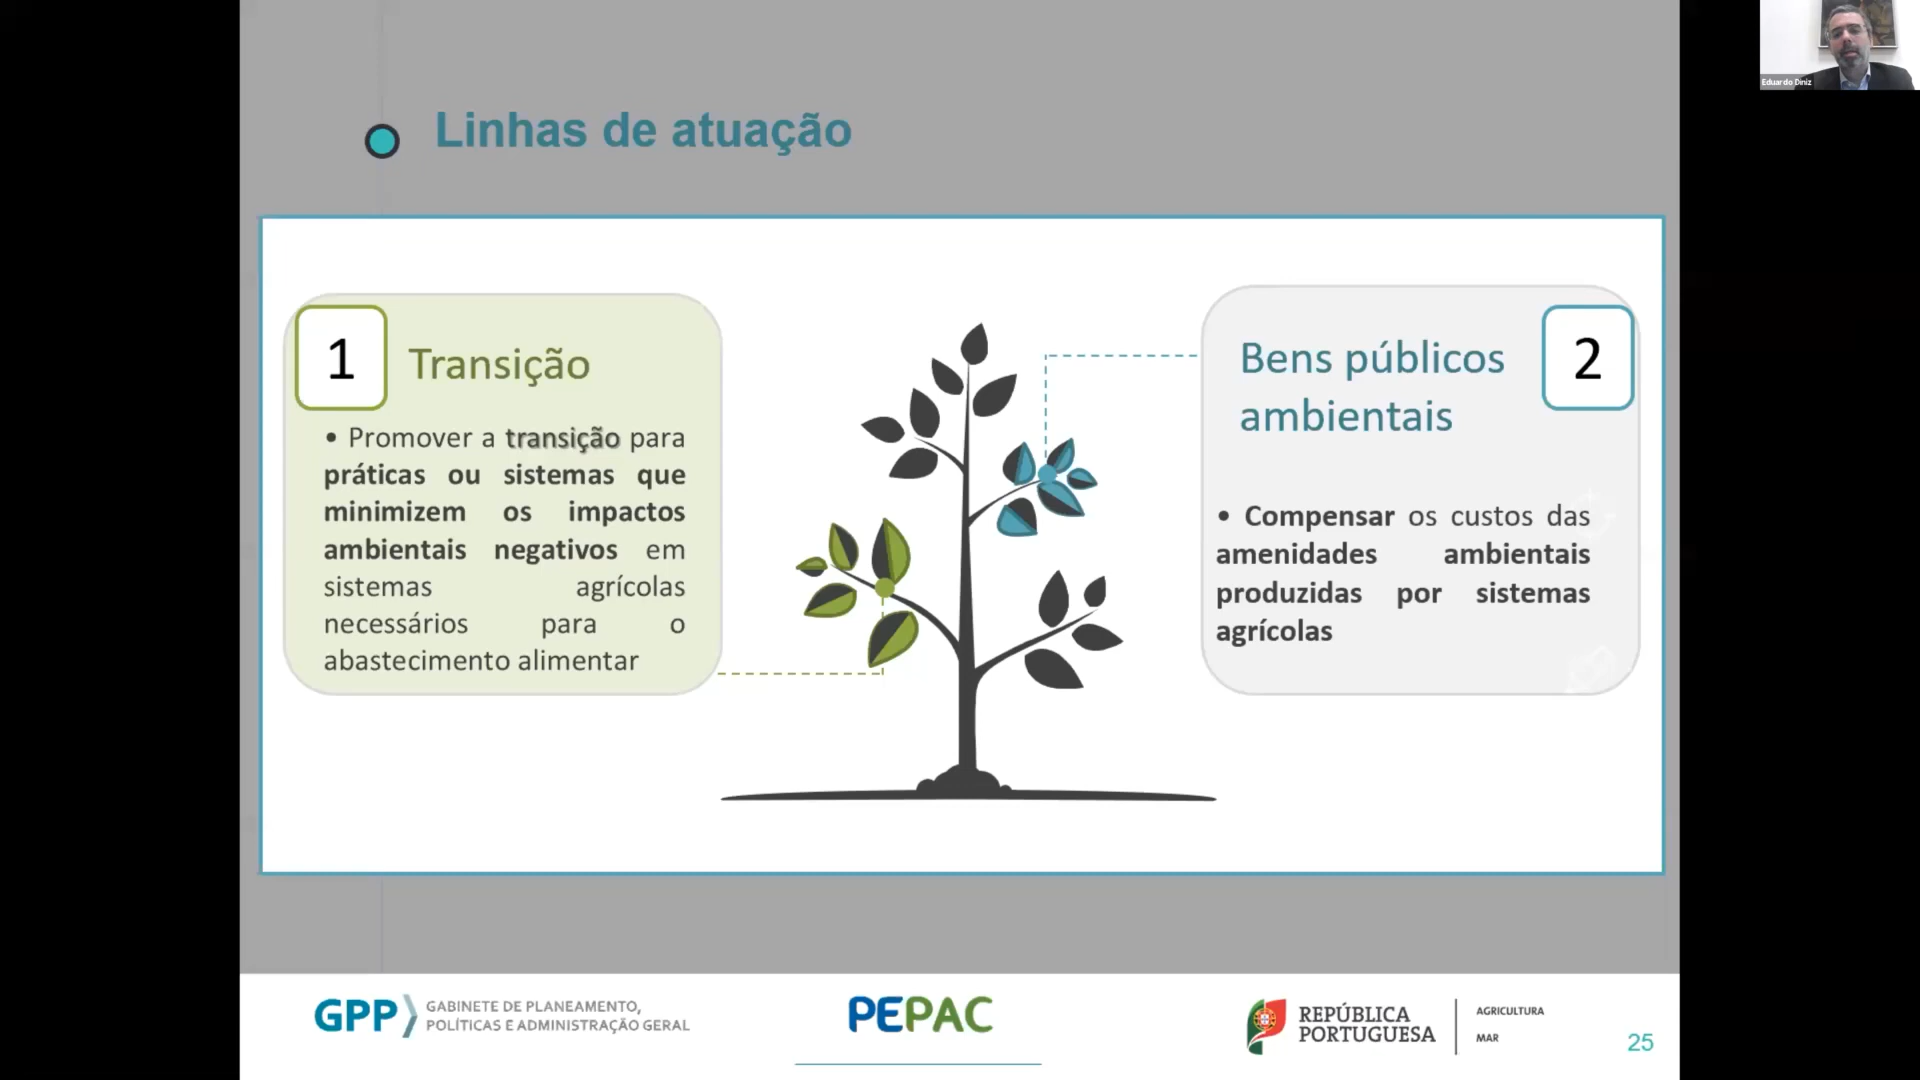 Linhas de atuação
1
Transição
• Promover a transição para
práticas ou sistemas que
minimizem os impactos
ambientais negativos em
sistemas agrícolas
necessários para o
abastecimento alimentar
Bens públicos
ambientais
2
• Compensar os custos das
amenidades ambientais
produzidas por sistemas
agrícolas
GPP
GABINETE DE PLANEAMENTO,
POLÍTICAS E ADMINISTRAÇÃO GERAL
PEPAC
REPÚBLICA
PORTUGUESA
AGRICULTURA
MAR
25
Eduardo Diniz